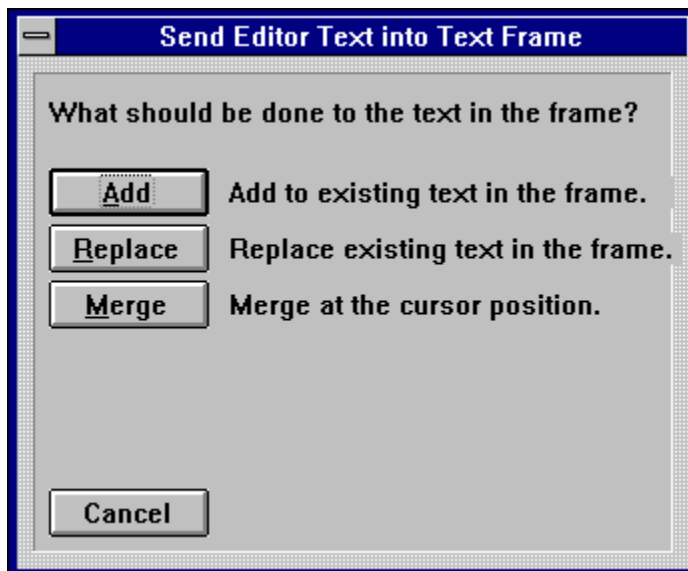 Send Editor Text into Text Frame
What should be done to the text in the frame?
Add Add to existing text in the frame.
Replace Replace existing text in the frame.
Merge Merge at the cursor position.
Cancel